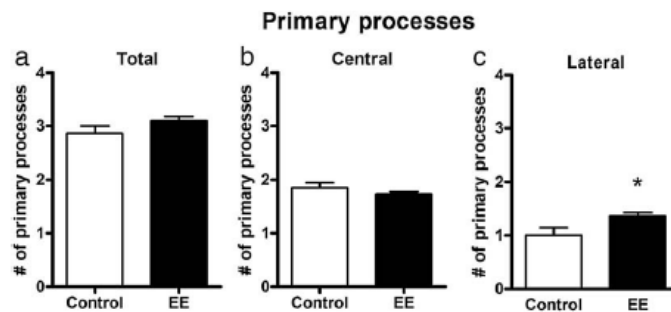 Primary processes
a
Total
# of primary processes
4
3
2
1
0
Control EE
b
Central
# of primary processes
4
3
2
1
0
Control EE
c
Lateral
# of primary processes
4
3
2
1
0
*
Control EE